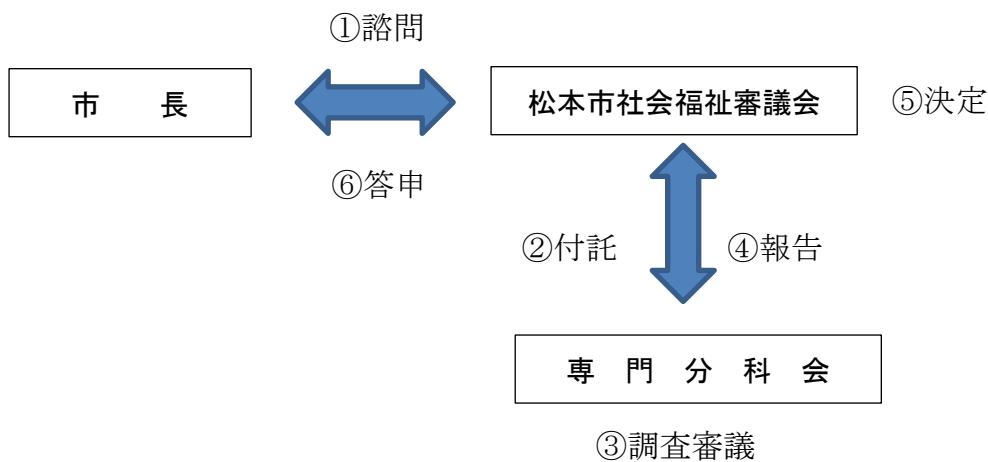 ①諮問
市　　長
松本市社会福祉審議会
⑤決定
⑥答申
②付託
④報告
専　門　分　科　会
③調査審議